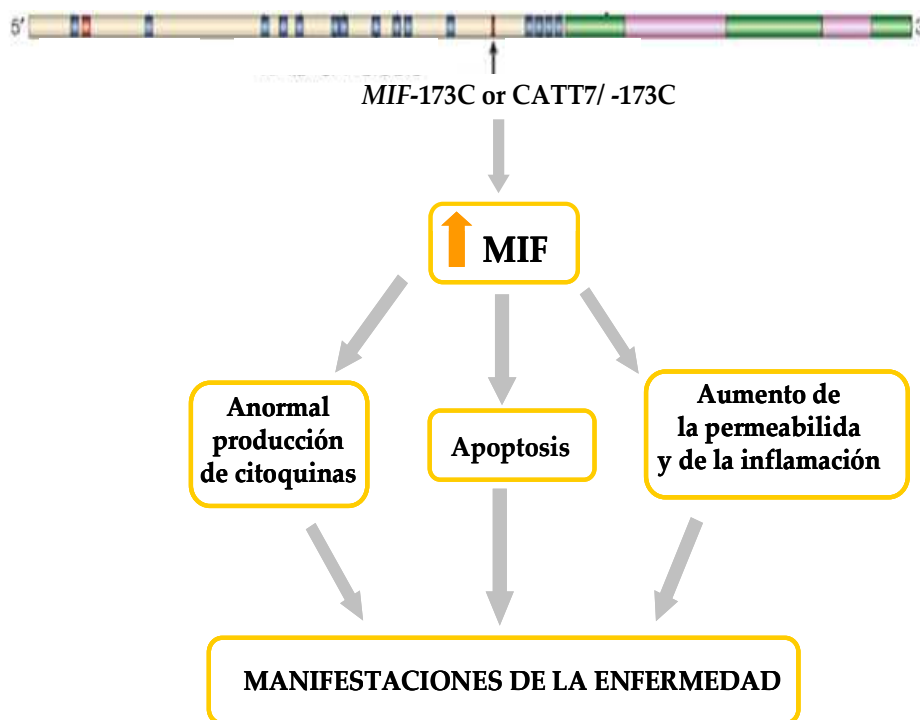 5′ 3
MIF-173C or CATT7/ -173C
MIF
Anormal
producción
de citoquinas
Apoptosis
Aumento de
la permeabilida
y de la inflamación
MANIFESTACIONES DE LA ENFERMEDAD